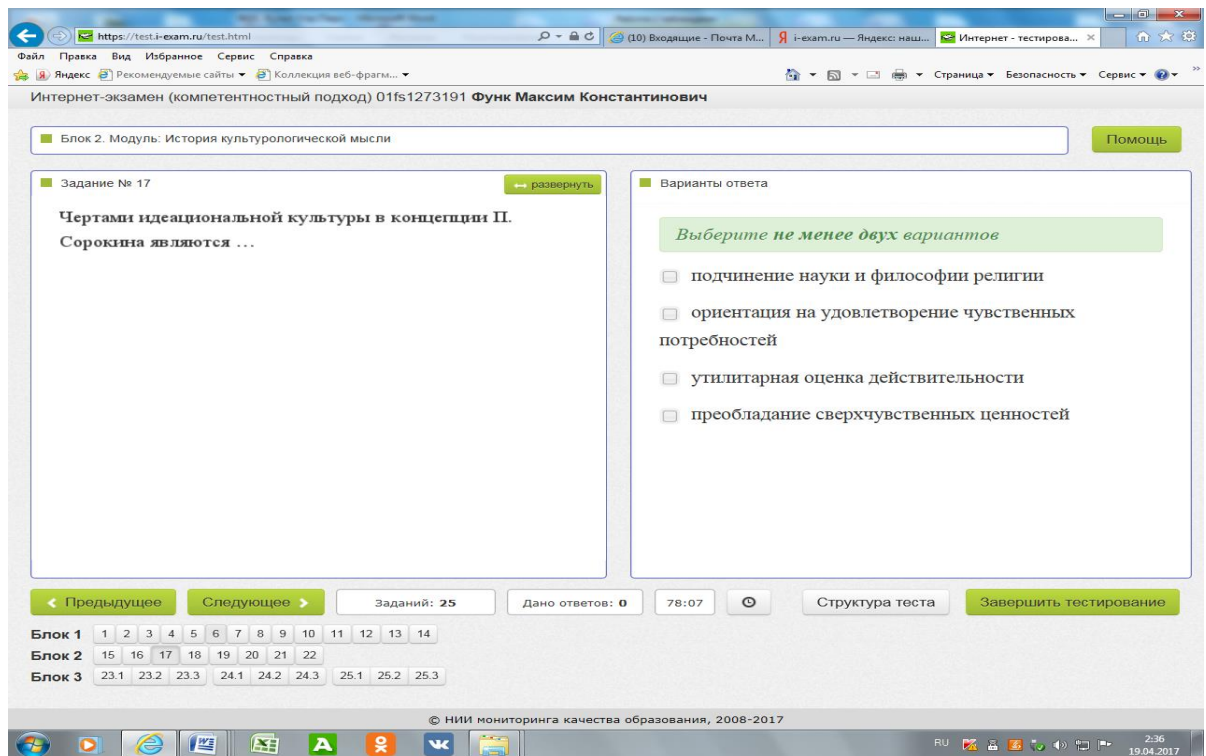 https://test.i-exam.ru/test.html
(10) Входящие - Почта М...
i-exam.ru — Яндекс: наш...
Интернет - тестирова...
Файл Правка Вид Избранное Сервис Справка
Яндекс Рекомендуемые сайты Коллекция веб-фрагм...
Страница Безопасность Сервис
Интернет-экзамен (компетентностный подход) 01fs1273191 Функ Максим Константинович
Блок 2. Модуль: История культурологической мысли
Помощь
Задание № 17
развернуть
Чертами идеациональной культуры в концепции П.
Сорокина являются …
Варианты ответа
Выберите не менее двух вариантов
подчинение науки и философии религии
ориентация на удовлетворение чувственных
потребностей
утилитарная оценка действительности
преобладание сверхчувственных ценностей
Предыдущее
Следующее
Заданий: 25
Дано ответов: 0
78:07
Структура теста
Завершить тестирование
Блок 1 1 2 3 4 5 6 7 8 9 10 11 12 13 14
Блок 2 15 16 17 18 19 20 21 22
Блок 3 23.1 23.2 23.3 24.1 24.2 24.3 25.1 25.2 25.3
© НИИ мониторинга качества образования, 2008-2017
RU
2:36
19.04.2017